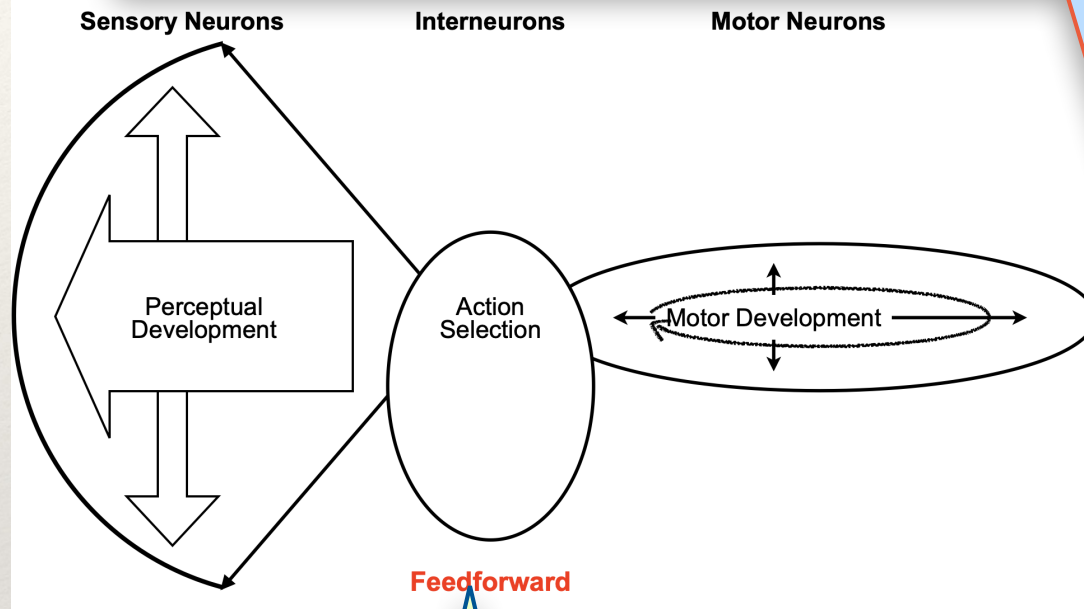 Sensory Neurons
Interneurons
Motor Neurons
Perceptual
Development
Action
Selection
Motor Development
Feedforward